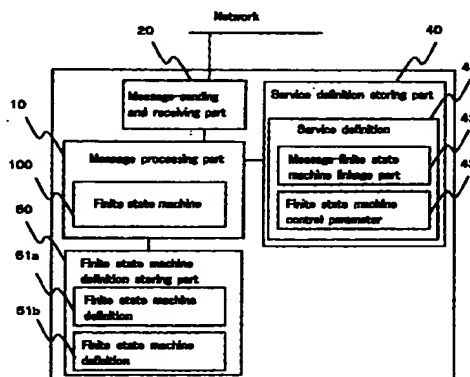 Network
20
40
Message-sending
and receiving part
Service definition storing part
4
10
Service definition
Message processing part
Message-finite state
machine linkage part
100
Finite state machine
Finite state machine
control parameter
60
Finite state machine
definition storing part
61a
Finite state machine
definition
61b
Finite state machine
definition